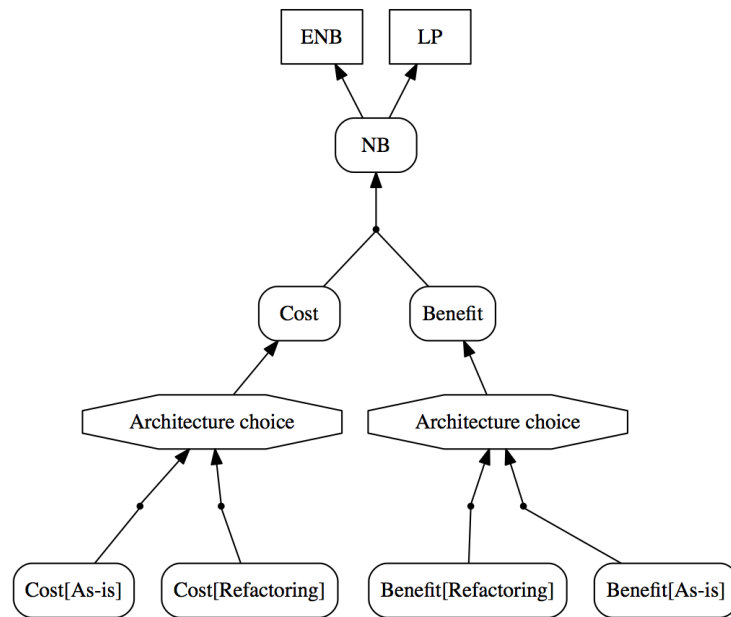 ENB
LP
NB
Cost
Benefit
Architecture choice
Architecture choice
Cost[As-is]
Cost[Refactoring]
Benefit[Refactoring]
Benefit[As-is]